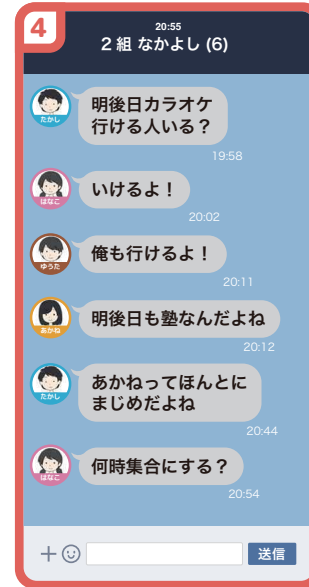 4
20:55
2組 なかよし (6)
たかし
明後日カラオケ
行ける人いる？
19:58
はなこ
いけるよ！
20:02
ゆうた
俺も行けるよ！
20:11
あかね
明後日も塾なんだよね
20:12
たかし
あかねってほんとに
まじめだよね
20:44
はなこ
何時集合にする？
20:54
送信